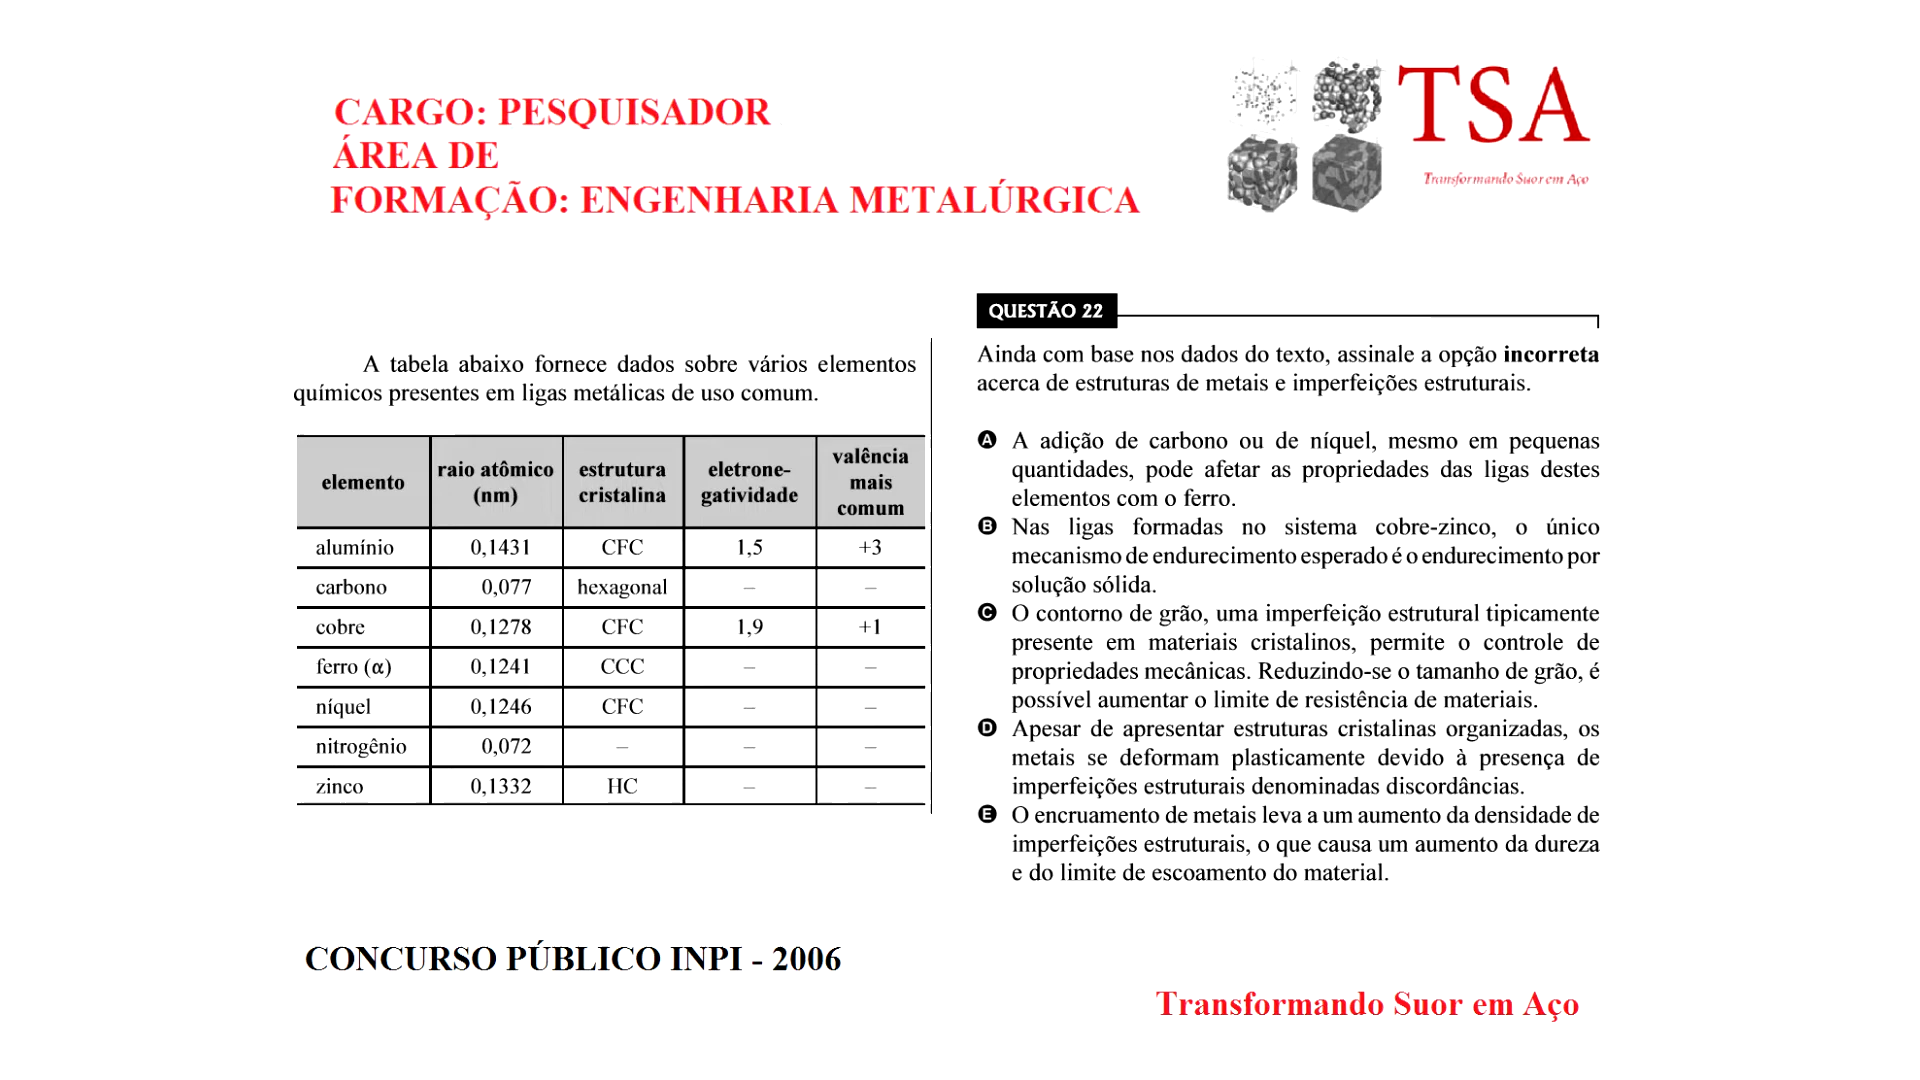 CARGO: PESQUISADOR
ÁREA DE
FORMAÇÃO: ENGENHARIA METALÚRGICA
TSA
Transformando Suor em Aço
A tabela abaixo fornece dados sobre vários elementos
químicos presentes em ligas metálicas de uso comum.
elemento raio atômico (nm) estrutura cristalina eletrone-gatividade valência mais comum
alumínio 0,1431 CFC 1,5 +3
carbono 0,077 hexagonal – –
cobre 0,1278 CFC 1,9 +1
ferro (α) 0,1241 CCC – –
níquel 0,1246 CFC – –
nitrogênio 0,072 – – –
zinco 0,1332 HC – –
QUESTÃO 22
Ainda com base nos dados do texto, assinale a opção incorreta
acerca de estruturas de metais e imperfeições estruturais.
A A adição de carbono ou de níquel, mesmo em pequenas
quantidades, pode afetar as propriedades das ligas destes
elementos com o ferro.
B Nas ligas formadas no sistema cobre-zinco, o único
mecanismo de endurecimento esperado é o endurecimento por
solução sólida.
C O contorno de grão, uma imperfeição estrutural tipicamente
presente em materiais cristalinos, permite o controle de
propriedades mecânicas. Reduzindo-se o tamanho de grão, é
possível aumentar o limite de resistência de materiais.
D Apesar de apresentar estruturas cristalinas organizadas, os
metais se deformam plasticamente devido à presença de
imperfeições estruturais denominadas discordâncias.
E O encruamento de metais leva a um aumento da densidade de
imperfeições estruturais, o que causa um aumento da dureza
e do limite de escoamento do material.
CONCURSO PÚBLICO INPI - 2006
Transformando Suor em Aço